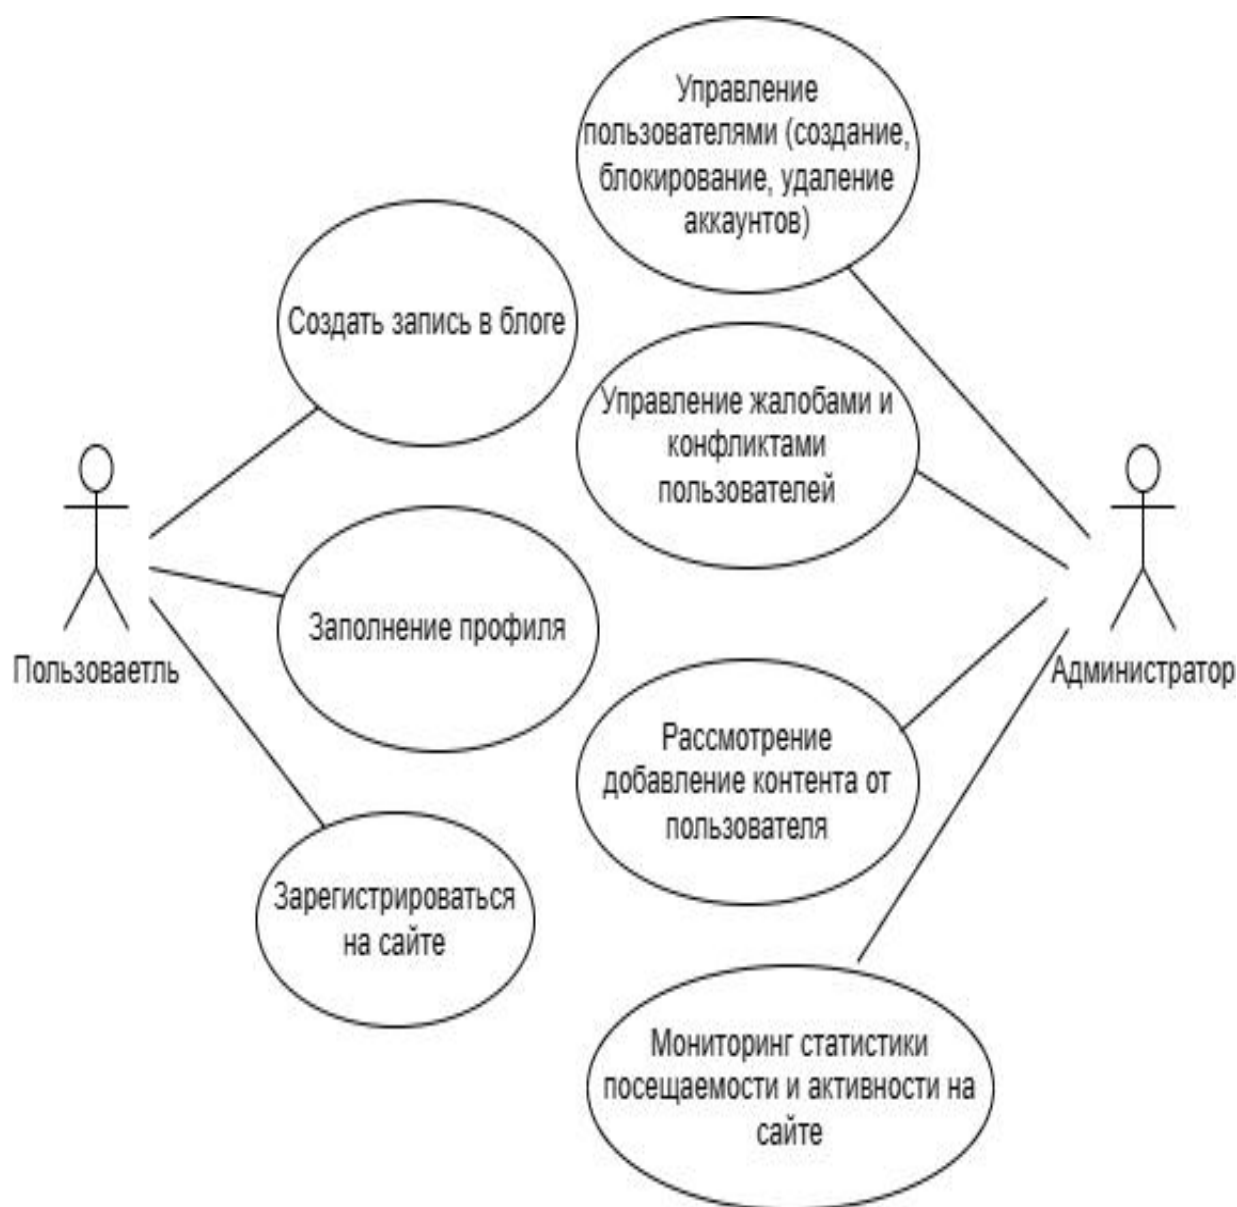 Управление
пользователями (создание,
блокирование, удаление
аккаунтов)
Создать запись в блоге
Управление жалобами и
конфликтами
пользователей
Заполнение профиля
Пользоваетль
Администратор
Рассмотрение
добавление контента от
пользователя
Зарегистрироваться
на сайте
Мониторинг статистики
посещаемости и активности на
сайте